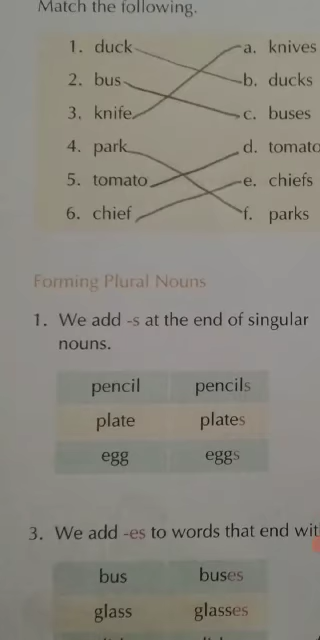 Match the following.
1. duck a. knives
2. bus b. ducks
3. knife c. buses
4. park d.
5. tomato e. chiefs
6. chief f. parks
Forming Plural Nouns
1. We add -s at the end of singular
nouns.
pencil pencils
plate plates
egg eggs
3. We add -es to words that end
bus buses
glass glasses